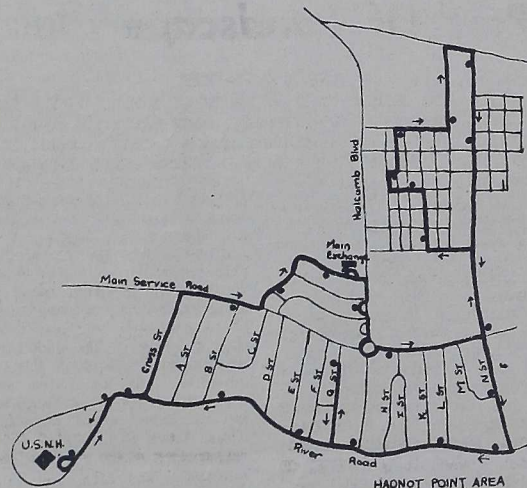 Holcomb Blvd
Main
Exchange
Main Service Road
Cross ST
A ST
B ST
C ST
D ST
E ST
F ST
G ST
H ST
I ST
K ST
L ST
M ST
N ST
U.S.N.H.
River
Road
HADNOT POINT AREA